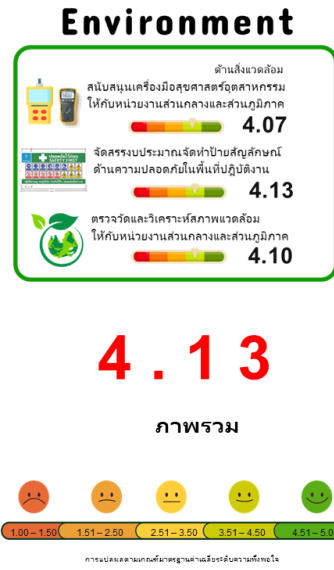 Environment
ด้านสิ่งแวดล้อม
สนับสนุนเครื่องมือสุขศาสตร์อุตสาหกรรม
ให้กับหน่วยงานส่วนกลางและส่วนภูมิภาค
4.07
จัดสรรงบประมาณจัดทำป้ายสัญลักษณ์
ด้านความปลอดภัยในพื้นที่ปฏิบัติงาน
SAFETY FIRST
4.13
ตรวจวัดและวิเคราะห์สภาพแวดล้อม
ให้กับหน่วยงานส่วนกลางและส่วนภูมิภาค
4.10
4.13
ภาพรวม
1.00 – 1.50 1.51 – 2.50 2.51 – 3.50 3.51 – 4.50 4.51 – 5.0
การแปลผลตามเกณฑ์มาตรฐานค่าเฉลี่ยระดับความพึงพอใจ